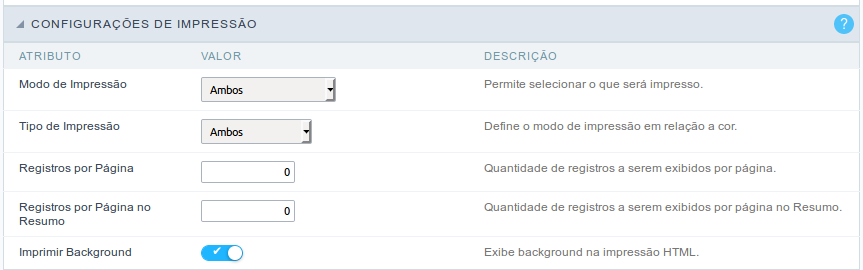 CONFIGURAÇÕES DE IMPRESSÃO ?
ATRIBUTO VALOR DESCRIÇÃO
Modo de Impressão Ambos Permite selecionar o que será impresso.
Tipo de Impressão Ambos Define o modo de impressão em relação a cor.
Registros por Página 0 Quantidade de registros a serem exibidos por página.
Registros por Página no 0 Quantidade de registros a serem exibidos por página no Resumo.
Resumo
Imprimir Background Exibe background na impressão HTML.